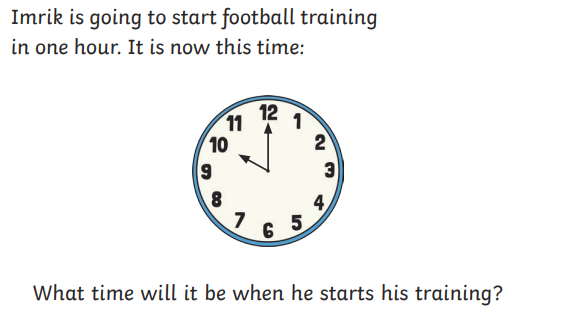 Imrik is going to start football training
in one hour. It is now this time:
12
11 1
10 2
9 3
8 4
7 5
6
What time will it be when he starts his training?